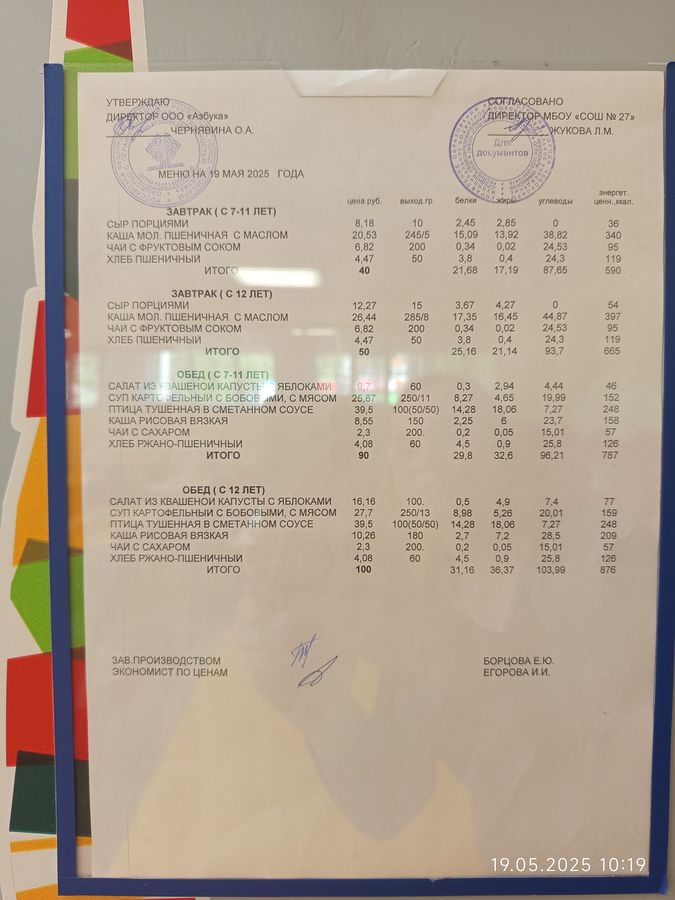 УТВЕРЖДАЮ СОГЛАСОВАНО
ДИРЕКТОР ООО «Азбука» ДИРЕКТОР МБОУ «СОШ № 27»
ЧЕРНЯВИНА О.А. ЖУКОВА Л.М.
Для документов
МЕНЮ НА 19 МАЯ 2025 ГОДА
цена.руб. выход.гр. белки жиры углеводы энергет. ценн.,ккал.
ЗАВТРАК ( С 7-11 ЛЕТ)
СЫР ПОРЦИЯМИ 8,18 10 2,45 2,85 0 36
КАША МОЛ. ПШЕНИЧНАЯ С МАСЛОМ 20,53 245/5 15,09 13,92 38,82 340
ЧАИ С ФРУКТОВЫМ СОКОМ 6,82 200 0,34 0,02 24,53 95
ХЛЕБ ПШЕНИЧНЫЙ 4,47 50 3,8 0,4 24,3 119
ИТОГО 40 21,68 17,19 87,65 590
ЗАВТРАК ( С 12 ЛЕТ)
СЫР ПОРЦИЯМИ 12,27 15 3,67 4,27 0 54
КАША МОЛ. ПШЕНИЧНАЯ С МАСЛОМ 26,44 285/8 17,35 16,45 44,87 397
ЧАИ С ФРУКТОВЫМ СОКОМ 6,82 200 0,34 0,02 24,53 95
ХЛЕБ ПШЕНИЧНЫЙ 4,47 50 3,8 0,4 24,3 119
ИТОГО 50 25,16 21,14 93,7 665
ОБЕД ( С 7-11 ЛЕТ)
САЛАТ ИЗ КВАШЕНОЙ КАПУСТЫ С ЯБЛОКАМИ 9,7 60 0,3 2,94 4,44 46
СУП КАРТОФЕЛЬНЫЙ С БОБОВЫМИ, С МЯСОМ 25,87 250/11 8,27 4,65 19,99 152
ПТИЦА ТУШЕННАЯ В СМЕТАННОМ СОУСЕ 39,5 100(50/50) 14,28 18,06 7,27 248
КАША РИСОВАЯ ВЯЗКАЯ 8,55 150 2,25 6 23,7 158
ЧАИ С САХАРОМ 2,3 200. 0,2 0,05 15,01 57
ХЛЕБ РЖАНО-ПШЕНИЧНЫЙ 4,08 60 4,5 0,9 25,8 126
ИТОГО 90 29,8 32,6 96,21 787
ОБЕД ( С 12 ЛЕТ)
САЛАТ ИЗ КВАШЕНОЙ КАПУСТЫ С ЯБЛОКАМИ 16,16 100. 0,5 4,9 7,4 77
СУП КАРТОФЕЛЬНЫЙ С БОБОВЫМИ, С МЯСОМ 27,7 250/13 8,98 5,26 20,01 159
ПТИЦА ТУШЕННАЯ В СМЕТАННОМ СОУСЕ 39,5 100(50/50) 14,28 18,06 7,27 248
КАША РИСОВАЯ ВЯЗКАЯ 10,26 180 2,7 7,2 28,5 209
ЧАИ С САХАРОМ 2,3 200. 0,2 0,05 15,01 57
ХЛЕБ РЖАНО-ПШЕНИЧНЫЙ 4,08 60 4,5 0,9 25,8 126
ИТОГО 100 31,16 36,37 103,99 876
ЗАВ.ПРОИЗВОДСТВОМ БОРЦОВА Е.Ю.
ЭКОНОМИСТ ПО ЦЕНАМ ЕГОРОВА И.И.
19.05.2025 10:19